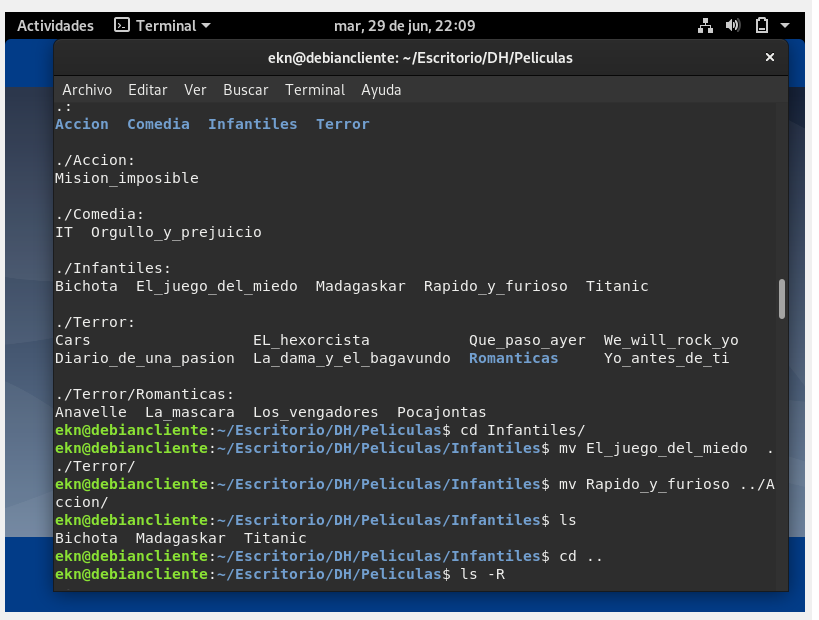 Actividades Terminal mar, 29 de jun, 22:09
ekn@debiancliente: ~/Escritorio/DH/Peliculas
Archivo Editar Ver Buscar Terminal Ayuda
.:
Accion  Comedia  Infantiles  Terror
./Accion:
Mision_imposible
./Comedia:
IT  Orgullo_y_prejuicio
./Infantiles:
Bichota  El_juego_del_miedo  Madagaskar  Rapido_y_furioso  Titanic
./Terror:
Cars                  EL_hexorcista           Que_paso_ayer  We_will_rock_yo
Diario_de_una_pasion  La_dama_y_el_bagavundo  Romanticas     Yo_antes_de_ti
./Terror/Romanticas:
Anavelle  La_mascara  Los_vengadores  Pocajontas
ekn@debiancliente:~/Escritorio/DH/Peliculas$ cd Infantiles/
ekn@debiancliente:~/Escritorio/DH/Peliculas/Infantiles$ mv El_juego_del_miedo  .
./Terror/
ekn@debiancliente:~/Escritorio/DH/Peliculas/Infantiles$ mv Rapido_y_furioso ../A
ccion/
ekn@debiancliente:~/Escritorio/DH/Peliculas/Infantiles$ ls
Bichota  Madagaskar  Titanic
ekn@debiancliente:~/Escritorio/DH/Peliculas/Infantiles$ cd ..
ekn@debiancliente:~/Escritorio/DH/Peliculas$ ls -R